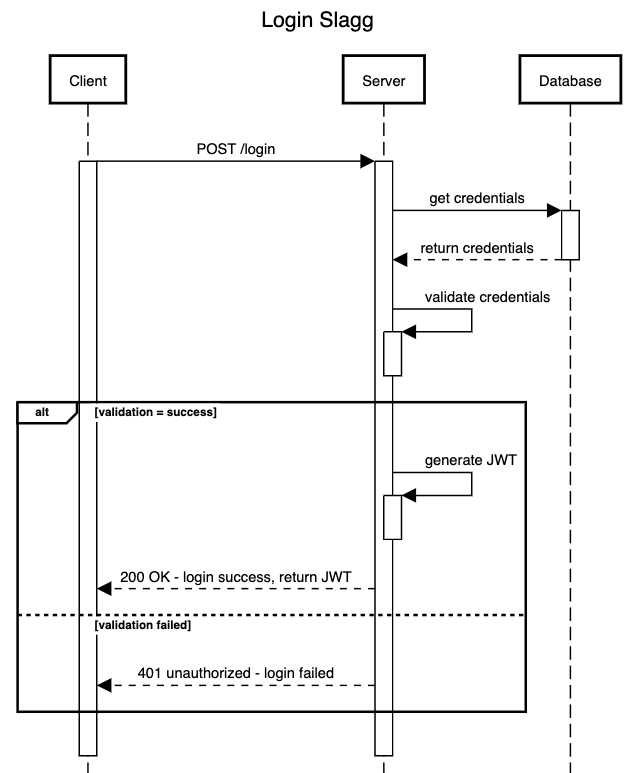 Login Slagg
Client
Server
Database
POST /login
get credentials
return credentials
validate credentials
alt
[validation = success]
generate JWT
200 OK - login success, return JWT
[validation failed]
401 unauthorized - login failed